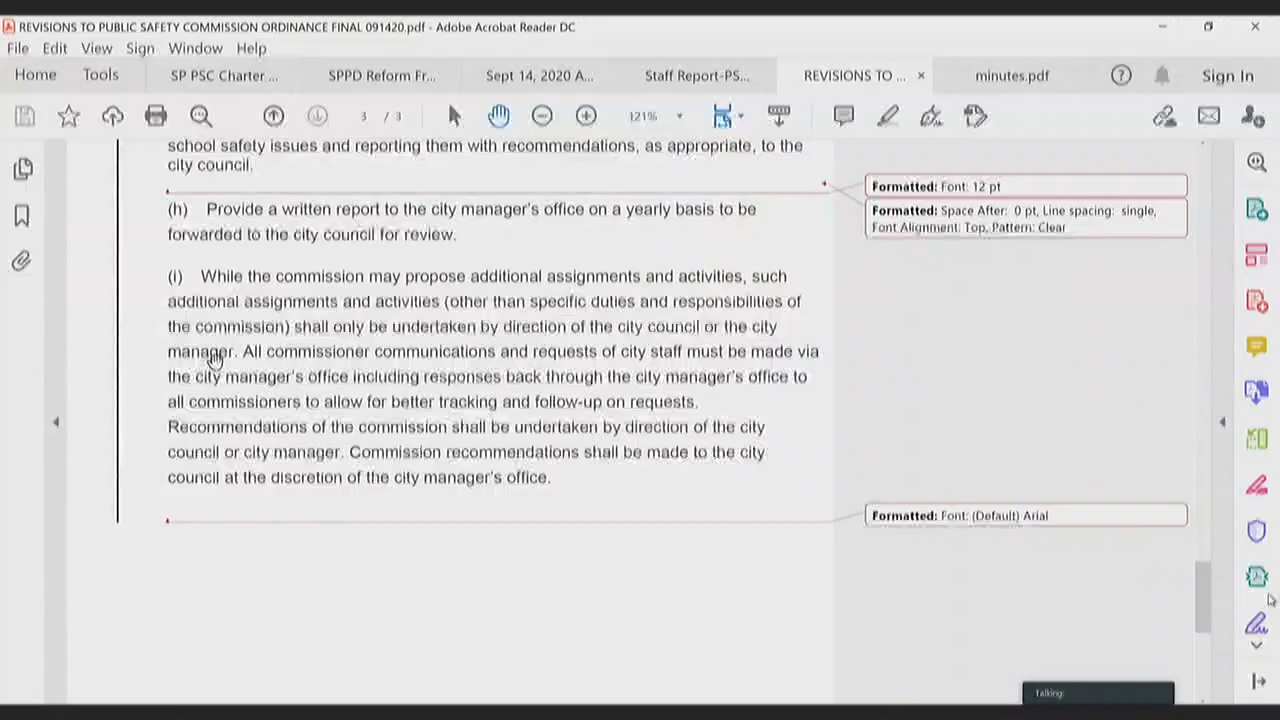 REVISIONS TO PUBLIC SAFETY COMMISSION ORDINANCE FINAL 091420.pdf - Adobe Acrobat Reader DC
File Edit View Sign Window Help
Home Tools SP PSC Charter ... SPPD Reform Fr... Sept 14, 2020 A... Staff Report-PS... REVISIONS TO ... × minutes.pdf ? Sign In
3 / 3 121%
school safety issues and reporting them with recommendations, as appropriate, to the
city council.
Formatted: Font: 12 pt
Formatted: Space After: 0 pt, Line spacing: single,
Font Alignment: Top, Pattern: Clear
(h) Provide a written report to the city manager's office on a yearly basis to be
forwarded to the city council for review.
(i) While the commission may propose additional assignments and activities, such
additional assignments and activities (other than specific duties and responsibilities of
the commission) shall only be undertaken by direction of the city council or the city
manager. All commissioner communications and requests of city staff must be made via
the city manager's office including responses back through the city manager's office to
all commissioners to allow for better tracking and follow-up on requests.
Recommendations of the commission shall be undertaken by direction of the city
council or city manager. Commission recommendations shall be made to the city
council at the discretion of the city manager's office.
Formatted: Font: (Default) Arial
Talking: